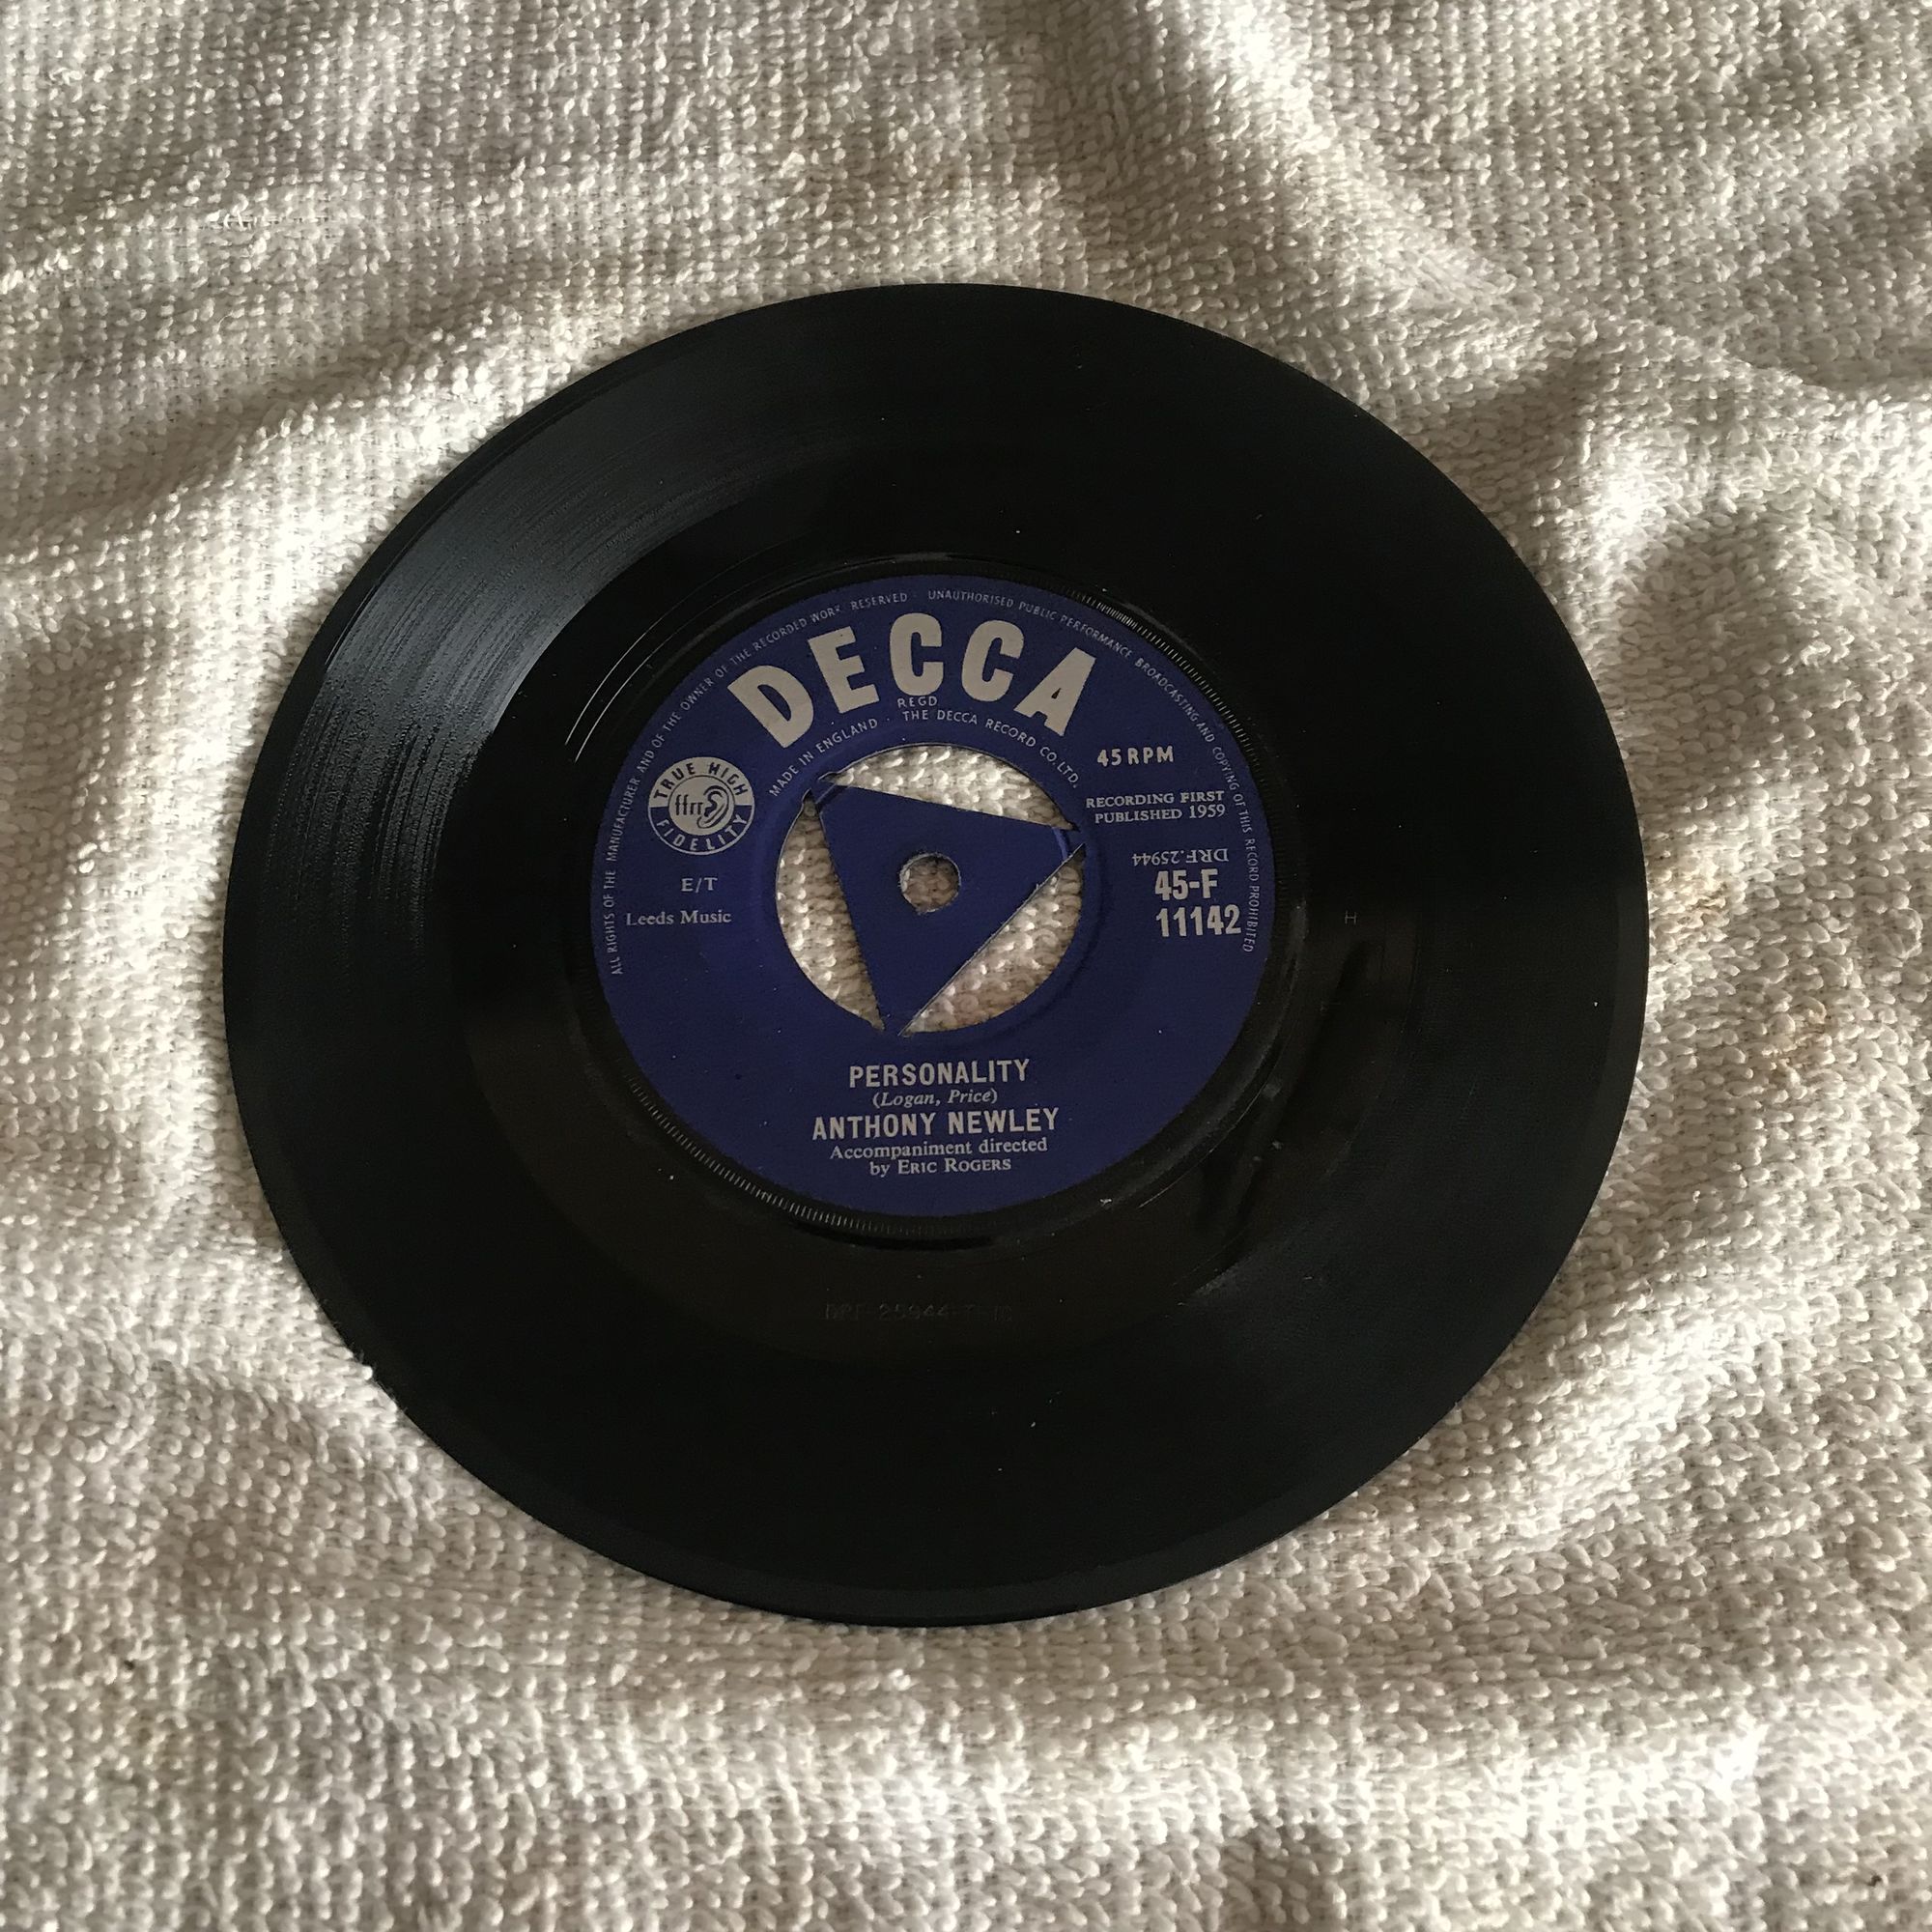 ALL RIGHTS OF THE MANUFACTURER AND OF THE OWNER OF THE RECORDED WORK RESERVED · UNAUTHORISED PUBLIC PERFORMANCE BROADCASTING AND COPYING OF THIS RECORD PROHIBITED
DECCA
REGD
MADE IN ENGLAND · THE DECCA RECORD CO. LTD.
TRUE HIGH
ffrr
FIDELITY
45 RPM
RECORDING FIRST
PUBLISHED 1959
DRF.25944
E/T
45-F
Leeds Music
11142
H
PERSONALITY
(Logan, Price)
ANTHONY NEWLEY
Accompaniment directed
by ERIC ROGERS